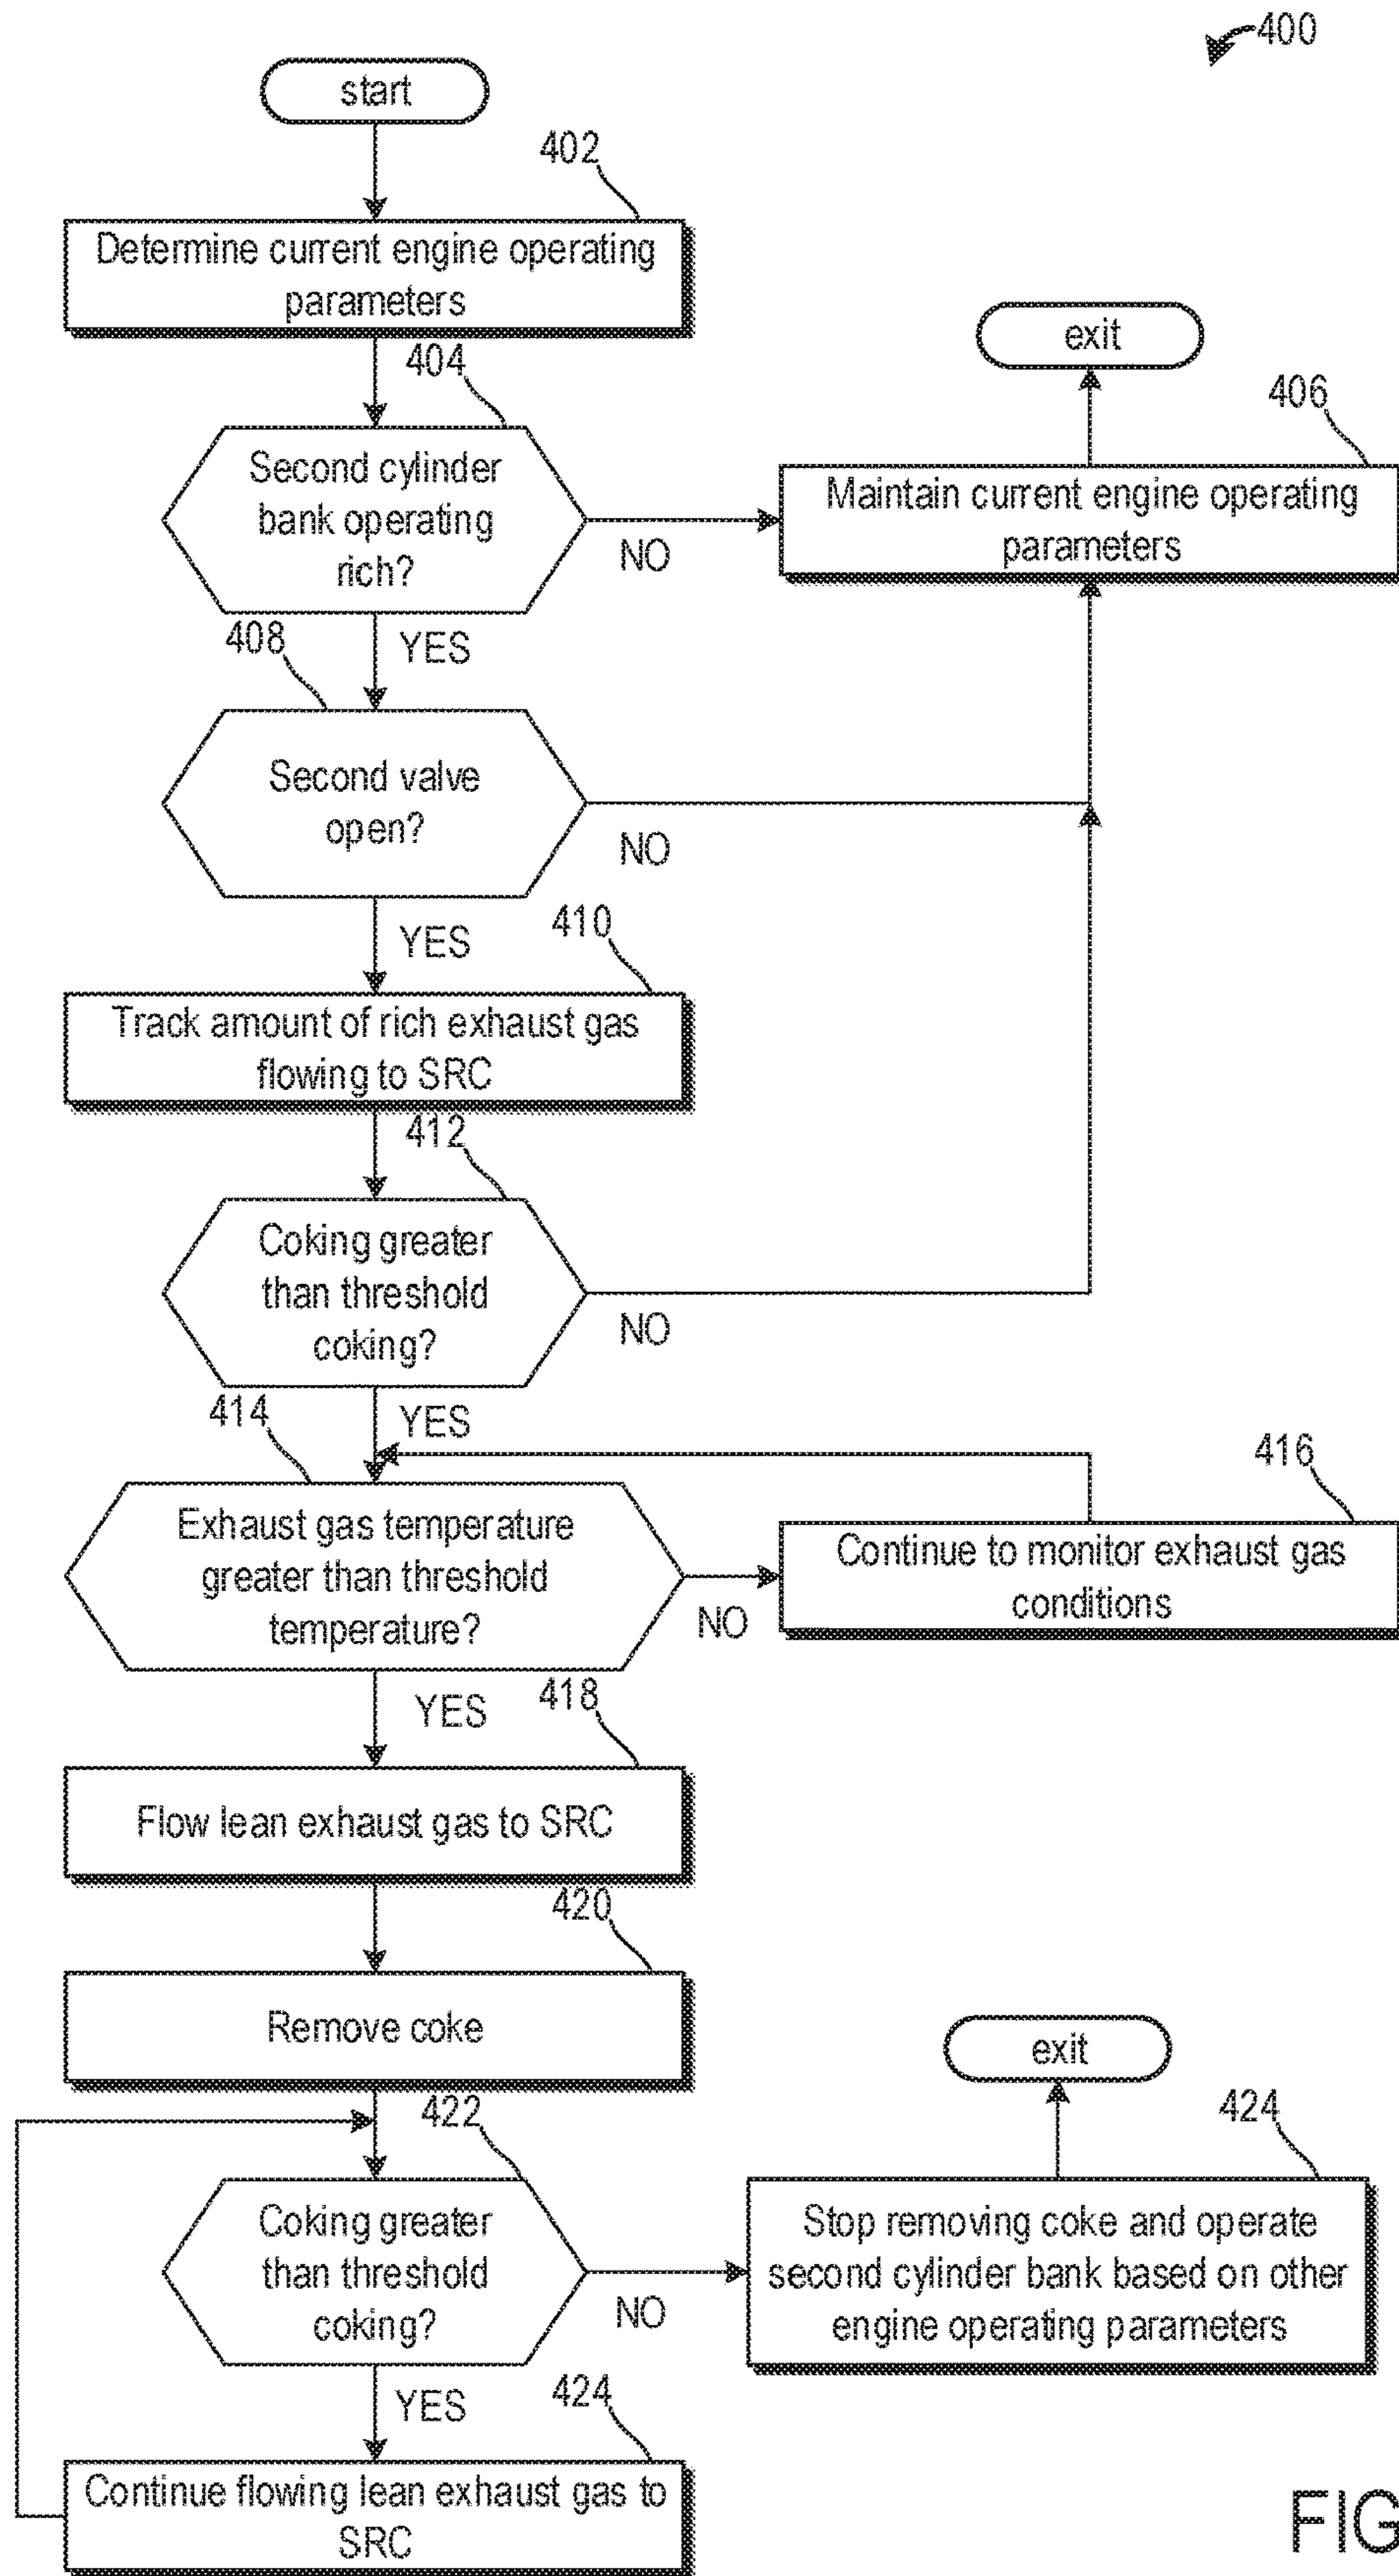 400
start
402
Determine current engine operating
parameters
exit
404
406
Second cylinder
bank operating
rich?
NO
Maintain current engine operating
parameters
YES
408
Second valve
open?
NO
YES
410
Track amount of rich exhaust gas
flowing to SRC
412
Coking greater
than threshold
coking?
NO
YES
414
416
Exhaust gas temperature
greater than threshold
temperature?
NO
Continue to monitor exhaust gas
conditions
YES
418
Flow lean exhaust gas to SRC
420
Remove coke
exit
422
424
Coking greater
than threshold
coking?
NO
Stop removing coke and operate
second cylinder bank based on other
engine operating parameters
YES
424
Continue flowing lean exhaust gas to
SRC
FIG